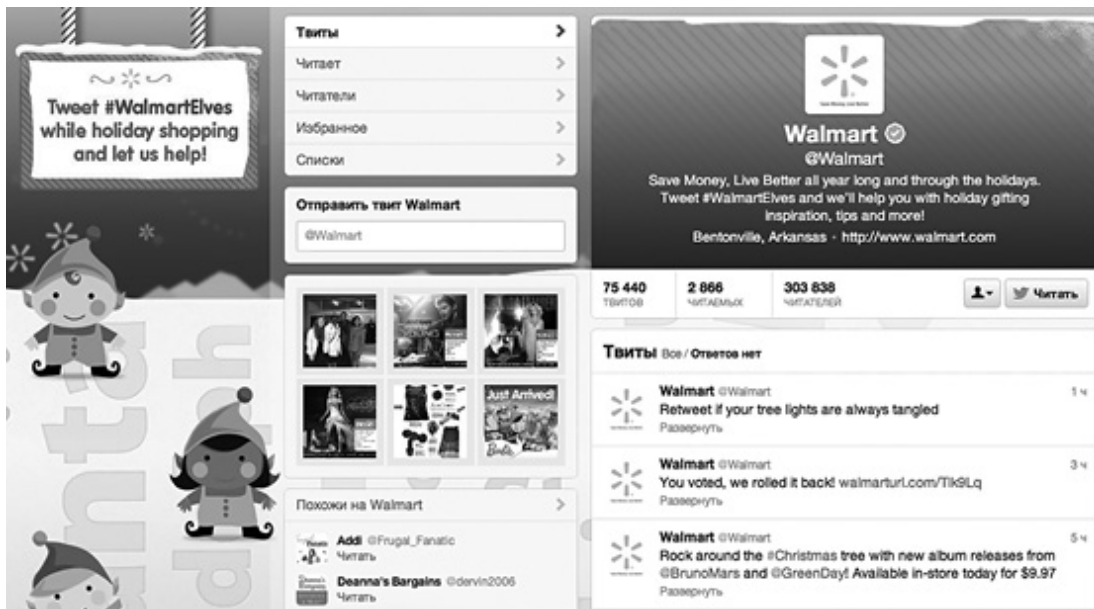 Tweet #WalmartElves
while holiday shopping
and let us help!
Твиты
Читает
Читатели
Избранное
Списки
Отправить твит Walmart
@Walmart
Just Arrived!
Barbie
Похожи на Walmart
Addi @Frugal_Fanatic
Читать
Deanna's Bargains @dervin2006
Читать
Save Money. Live Better.
Walmart
@Walmart
Save Money, Live Better all year long and through the holidays.
Tweet #WalmartElves and we'll help you with holiday gifting
inspiration, tips and more!
Bentonville, Arkansas · http://www.walmart.com
75 440
ТВИТОВ
2 866
ЧИТАЕМЫХ
303 838
ЧИТАТЕЛЕЙ
Читать
Твиты Все / Ответов нет
Walmart @Walmart 1 ч
Retweet if your tree lights are always tangled
Развернуть
Walmart @Walmart 3 ч
You voted, we rolled it back! walmarturl.com/Tlk9Lq
Развернуть
Walmart @Walmart 5 ч
Rock around the #Christmas tree with new album releases from
@BrunoMars and @GreenDay! Available in-store today for $9.97
Развернуть